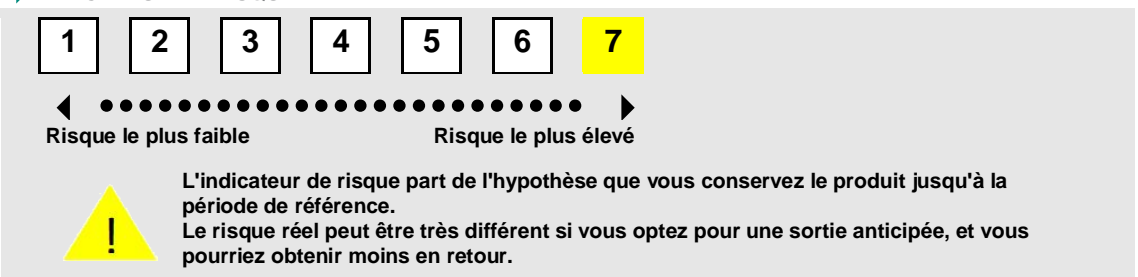 1 2 3 4 5 6 7
Risque le plus faible Risque le plus élevé
L'indicateur de risque part de l'hypothèse que vous conservez le produit jusqu'à la
période de référence.
Le risque réel peut être très différent si vous optez pour une sortie anticipée, et vous
pourriez obtenir moins en retour.
!